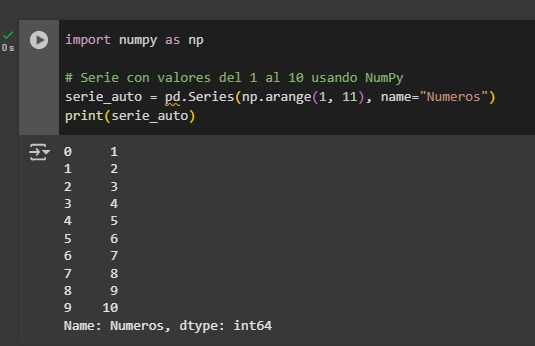 import numpy as np
# Serie con valores del 1 al 10 usando NumPy
serie_auto = pd.Series(np.arange(1, 11), name="Numeros")
print(serie_auto)
0s
0     1
1     2
2     3
3     4
4     5
5     6
6     7
7     8
8     9
9    10
Name: Numeros, dtype: int64